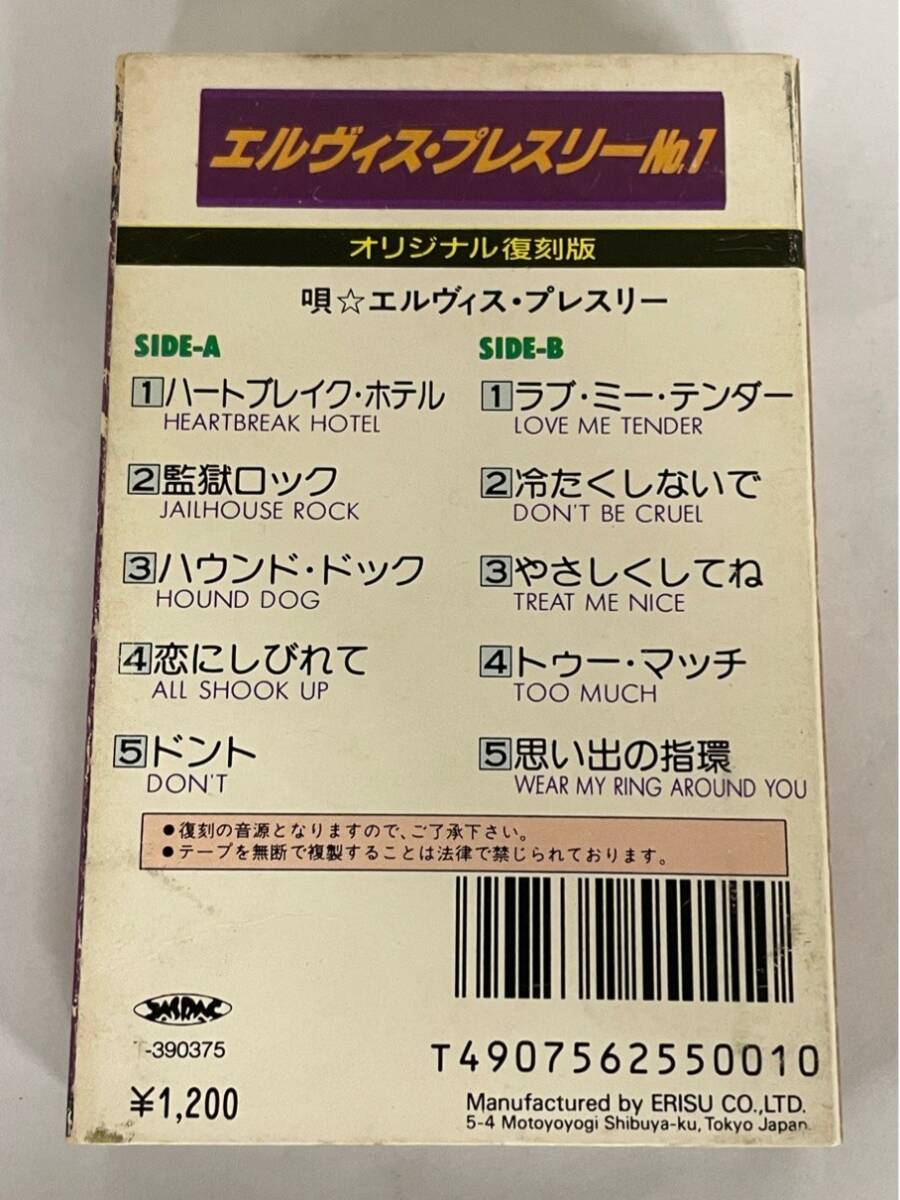 エルヴィス・プレスリーNo.1
オリジナル復刻版
唄☆エルヴィス・プレスリー
SIDE-A
1 ハートブレイク・ホテル
HEARTBREAK HOTEL
2 監獄ロック
JAILHOUSE ROCK
3 ハウンド・ドック
HOUND DOG
4 恋にしびれて
ALL SHOOK UP
5 ドント
DON'T
SIDE-B
1 ラブ・ミー・テンダー
LOVE ME TENDER
2 冷たくしないで
DON'T BE CRUEL
3 やさしくしてね
TREAT ME NICE
4 トゥー・マッチ
TOO MUCH
5 思い出の指環
WEAR MY RING AROUND YOU
●復刻の音源となりますので、ご了承下さい。
●テープを無断で複製することは法律で禁じられております。
JASRAC
T-390375
¥1,200
T4907562550010
Manufactured by ERISU CO.,LTD.
5-4 Motoyoyogi Shibuya-ku, Tokyo Japan.